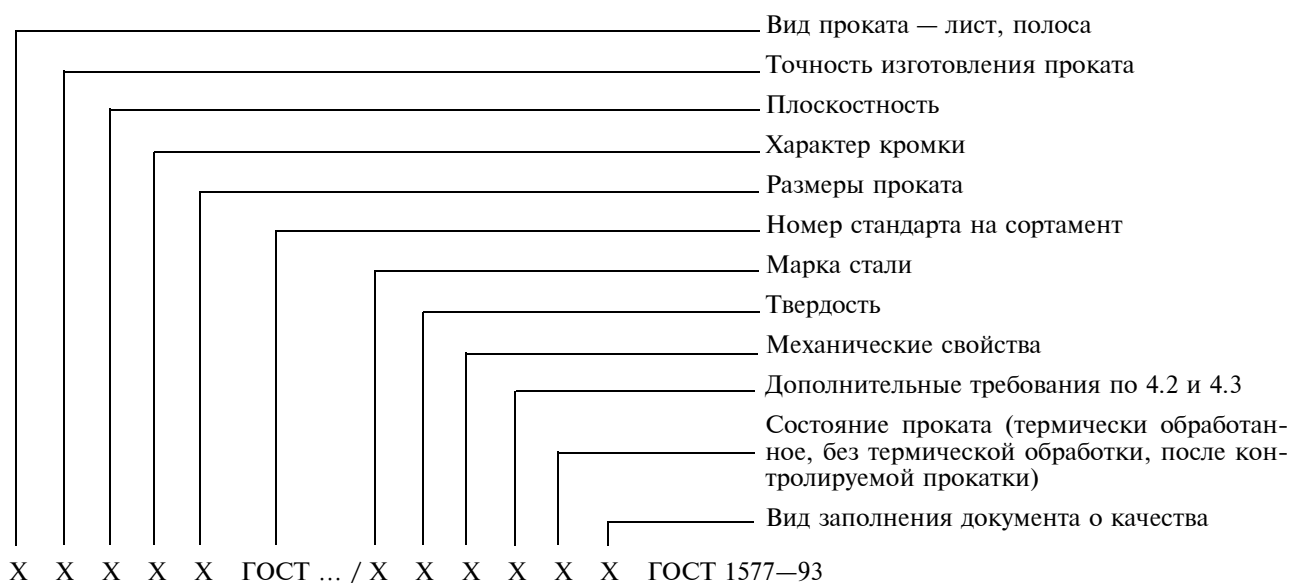 Вид проката — лист, полоса
Точность изготовления проката
Плоскостность
Характер кромки
Размеры проката
Номер стандарта на сортамент
Марка стали
Твердость
Механические свойства
Дополнительные требования по 4.2 и 4.3
Состояние проката (термически обработан-
ное, без термической обработки, после кон-
тролируемой прокатки)
Вид заполнения документа о качества
X X X X X ГОСТ ... / X X X X X X ГОСТ 1577—93